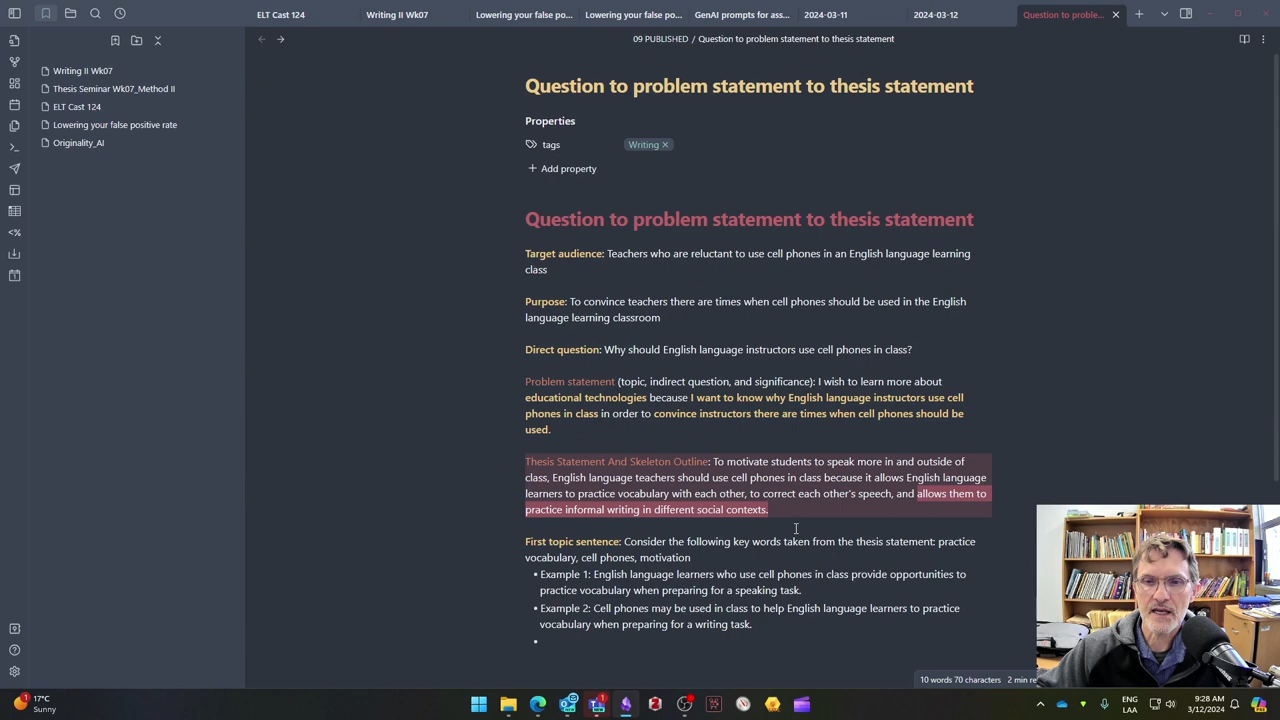 ELT Cast 124
Writing II Wk07
Lowering your false po...
Lowering your false po...
GenAI prompts for ass...
2024-03-11
2024-03-12
Question to proble...
09 PUBLISHED / Question to problem statement to thesis statement
Writing II Wk07
Thesis Seminar Wk07_Method II
ELT Cast 124
Lowering your false positive rate
Originality_AI
Question to problem statement to thesis statement
Properties
tags
Writing
Add property
Question to problem statement to thesis statement
Target audience: Teachers who are reluctant to use cell phones in an English language learning
class
Purpose: To convince teachers there are times when cell phones should be used in the English
language learning classroom
Direct question: Why should English language instructors use cell phones in class?
Problem statement (topic, indirect question, and significance): I wish to learn more about
educational technologies because I want to know why English language instructors use cell
phones in class in order to convince instructors there are times when cell phones should be
used.
Thesis Statement And Skeleton Outline: To motivate students to speak more in and outside of
class, English language teachers should use cell phones in class because it allows English language
learners to practice vocabulary with each other, to correct each other's speech, and allows them to
practice informal writing in different social contexts.
First topic sentence: Consider the following key words taken from the thesis statement: practice
vocabulary, cell phones, motivation
Example 1: English language learners who use cell phones in class provide opportunities to
practice vocabulary when preparing for a speaking task.
Example 2: Cell phones may be used in class to help English language learners to practice
vocabulary when preparing for a writing task.
10 words 70 characters 2 min re
1
17°C
Sunny
1
ENG
LAA
9:28 AM
3/12/2024